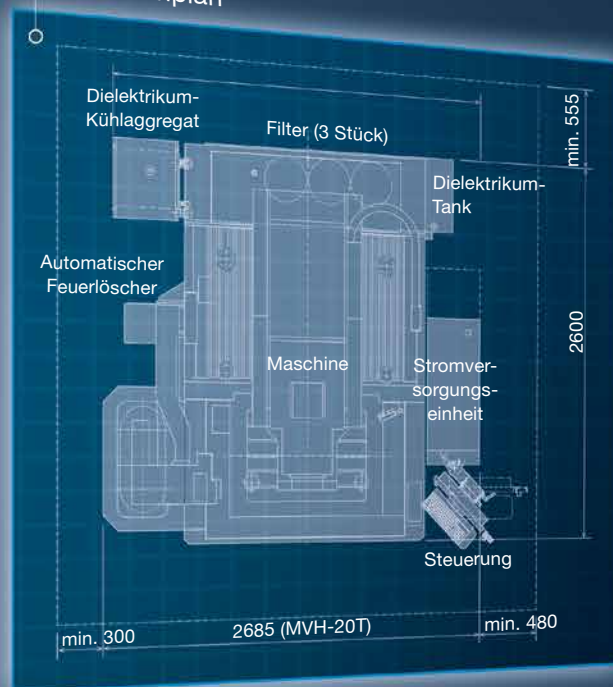 Dielektrikum-
Kühlaggregat
Filter (3 Stück)
min. 555
Dielektrikum-
Tank
Automatischer
Feuerlöscher
2600
Maschine
Stromver-
sorgungs-
einheit
Steuerung
min. 300
2685 (MVH-20T)
min. 480